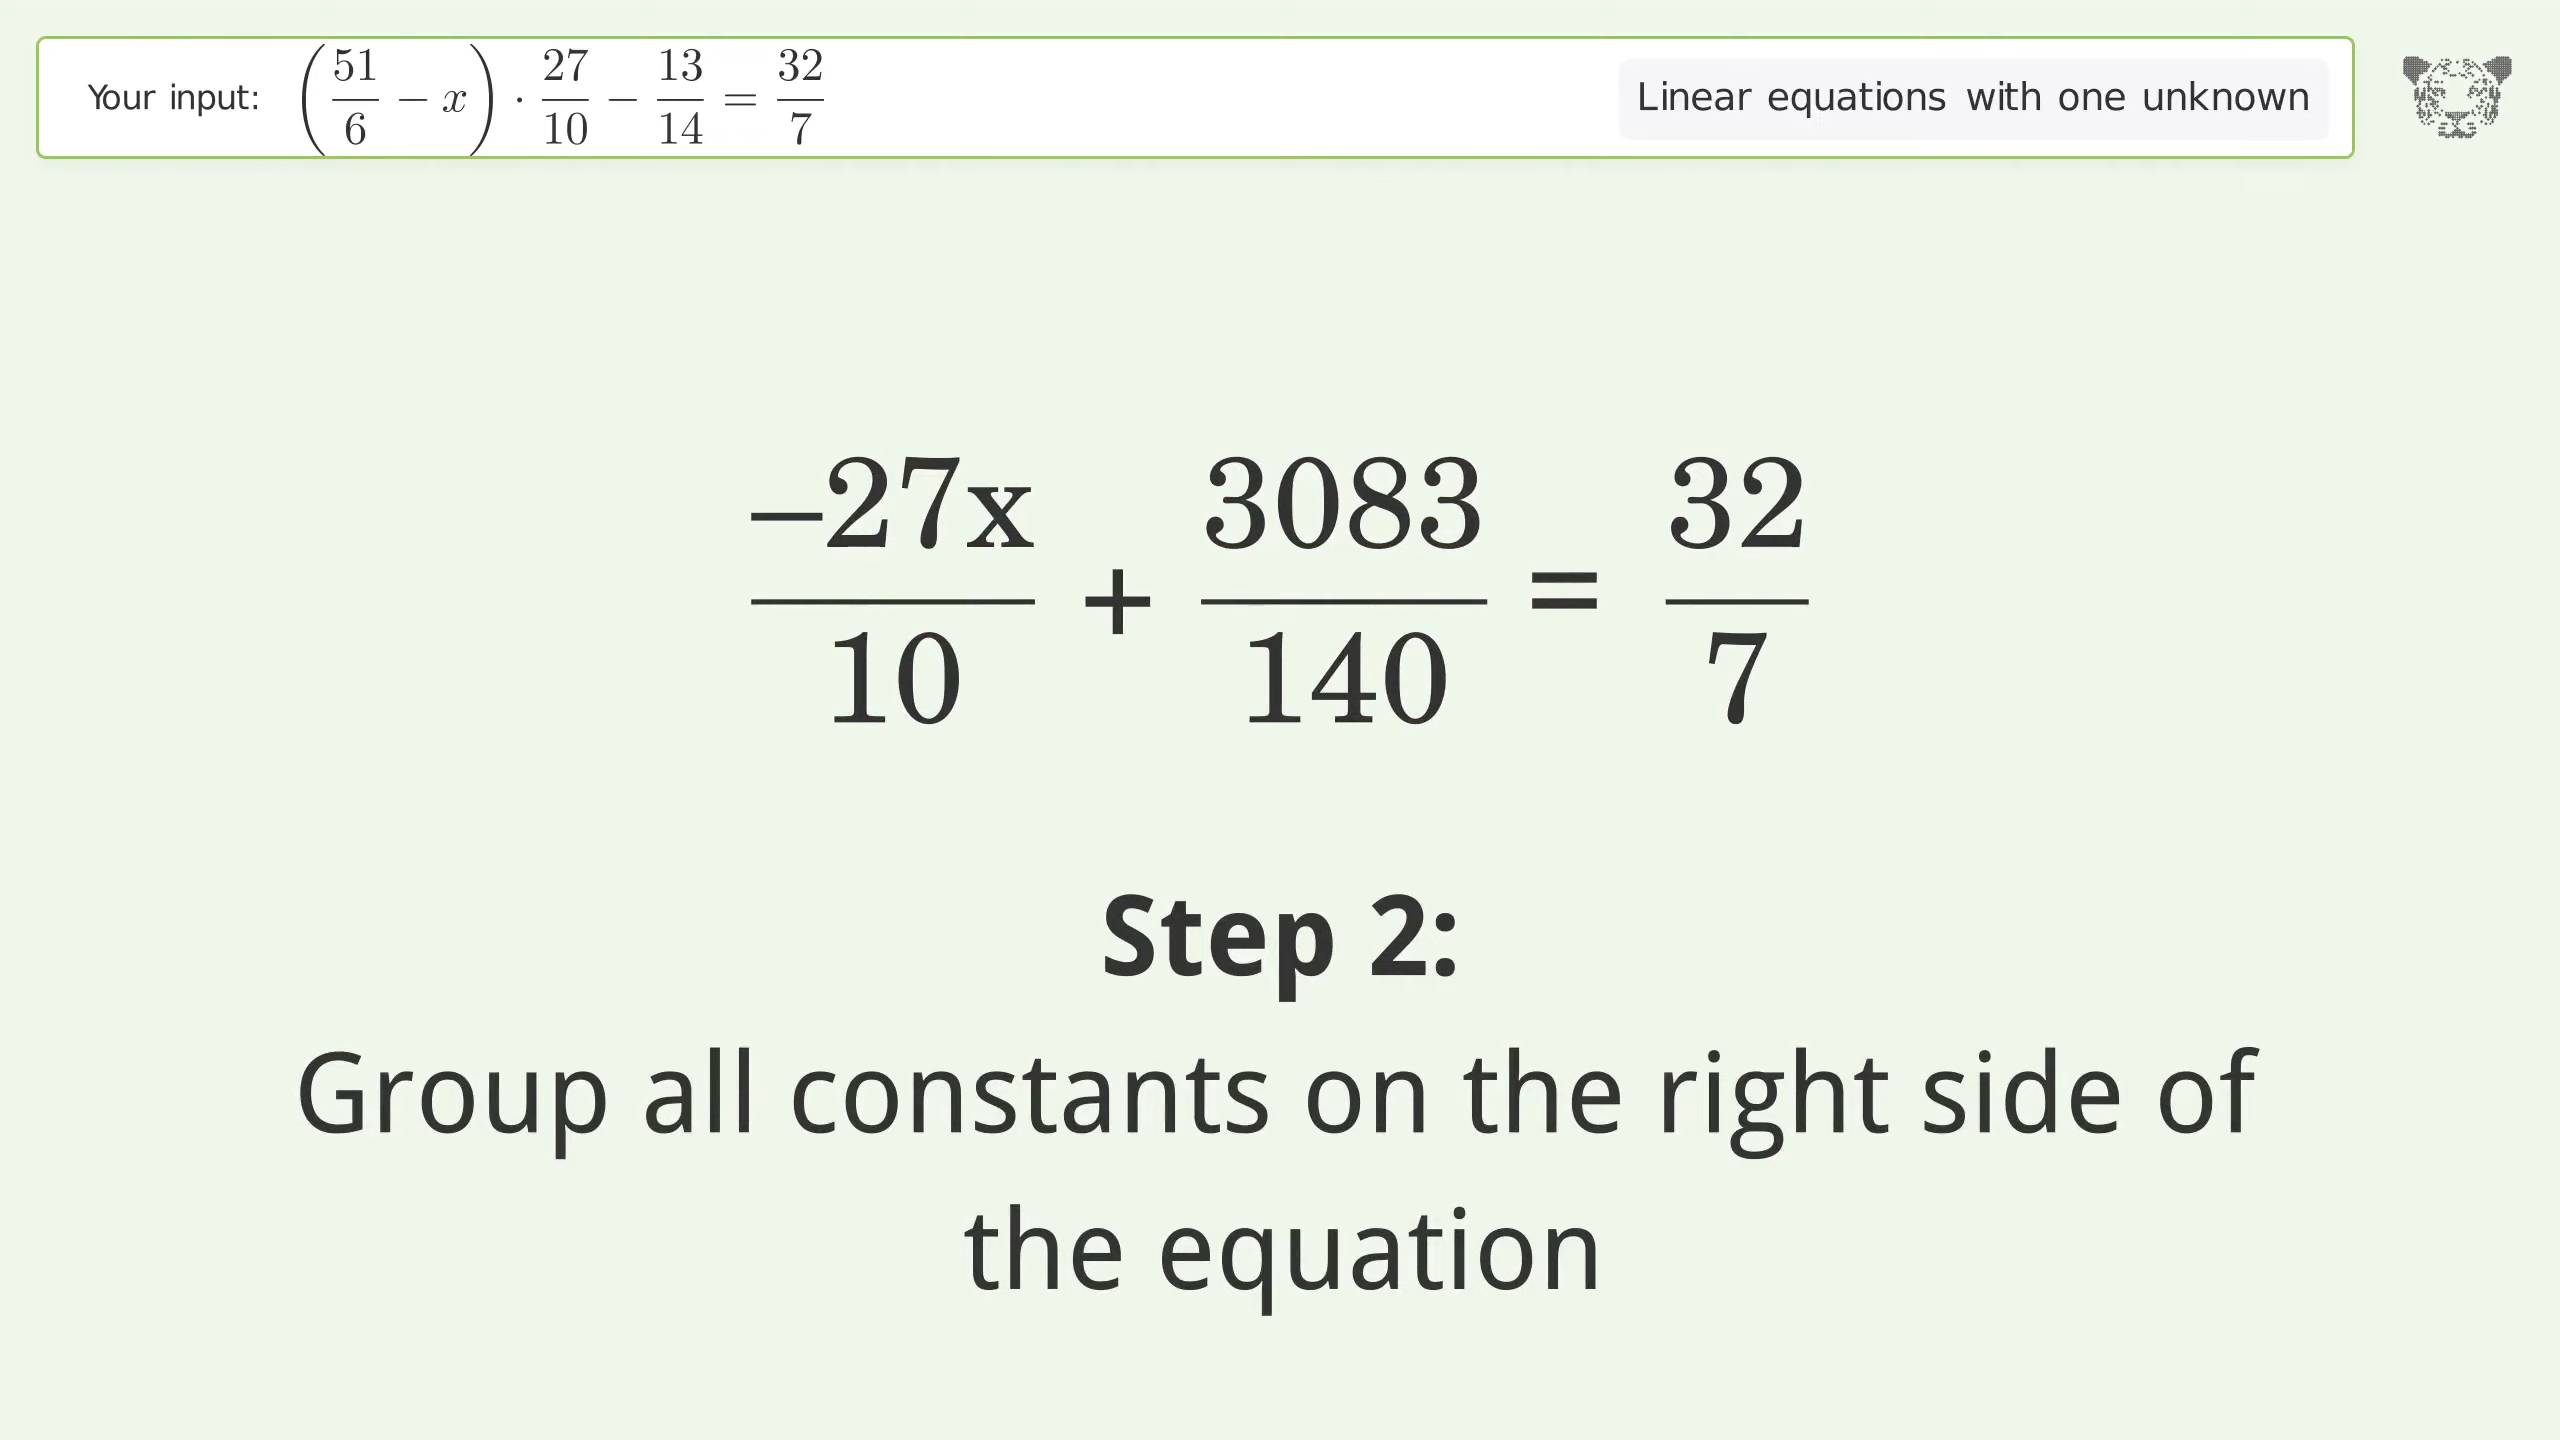 Your input: (51/6 − x) · 27/10 − 13/14 = 32/7
Linear equations with one unknown
−27x/10 + 3083/140 = 32/7
Step 2:
Group all constants on the right side of
the equation